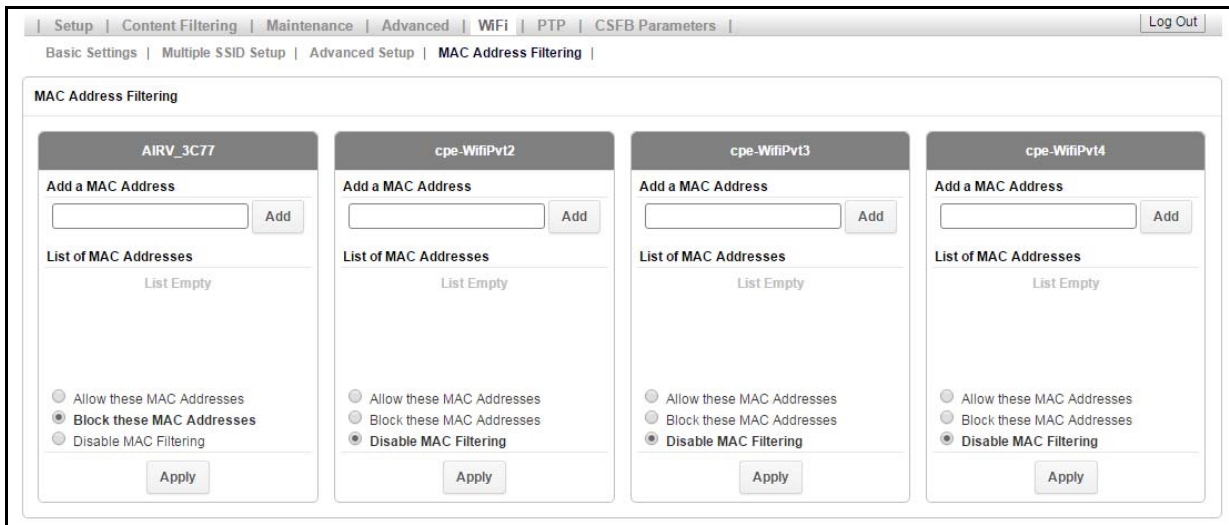 | Setup | Content Filtering | Maintenance | Advanced | WiFi | PTP | CSFB Parameters | Log Out
Basic Settings | Multiple SSID Setup | Advanced Setup | MAC Address Filtering |
MAC Address Filtering
AIRV_3C77
Add a MAC Address
Add
List of MAC Addresses
List Empty
Allow these MAC Addresses
Block these MAC Addresses
Disable MAC Filtering
Apply
cpe-WifiPvt2
Add a MAC Address
Add
List of MAC Addresses
List Empty
Allow these MAC Addresses
Block these MAC Addresses
Disable MAC Filtering
Apply
cpe-WifiPvt3
Add a MAC Address
Add
List of MAC Addresses
List Empty
Allow these MAC Addresses
Block these MAC Addresses
Disable MAC Filtering
Apply
cpe-WifiPvt4
Add a MAC Address
Add
List of MAC Addresses
List Empty
Allow these MAC Addresses
Block these MAC Addresses
Disable MAC Filtering
Apply